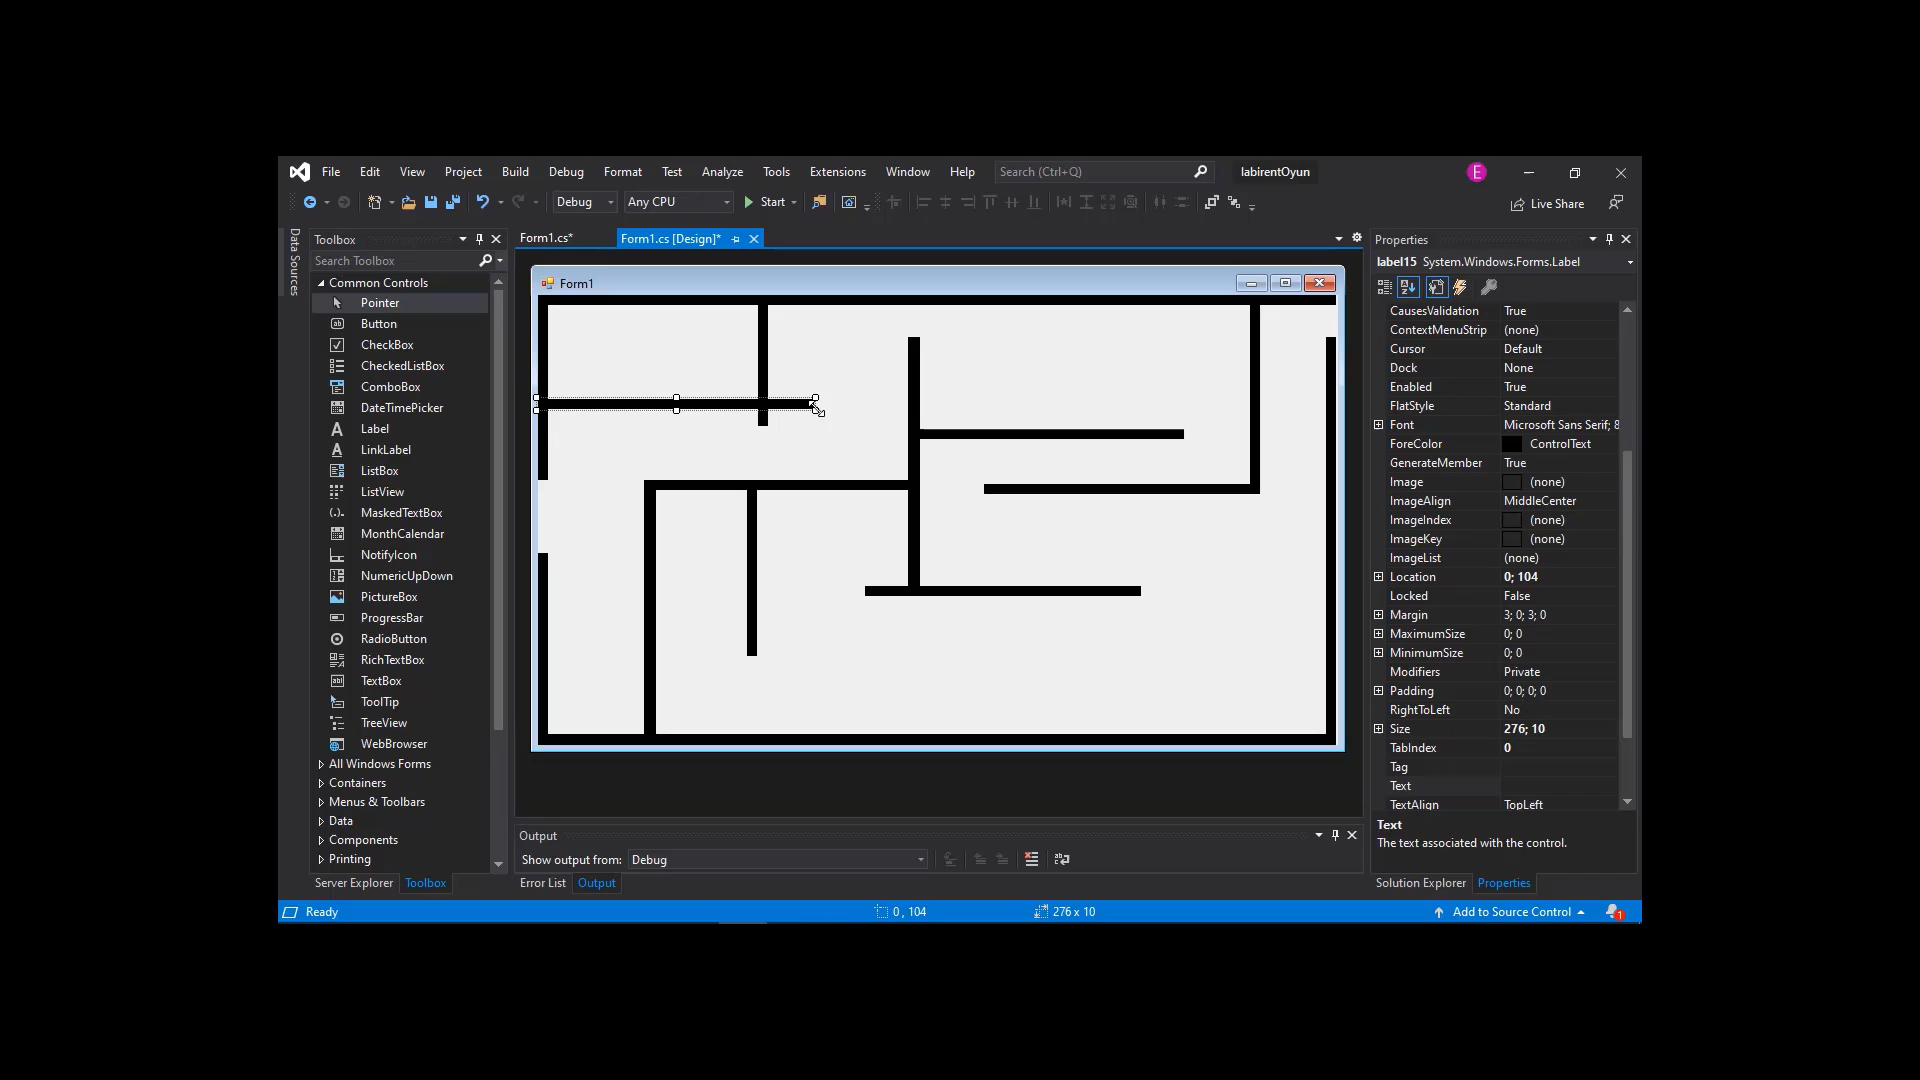 File Edit View Project Build Debug Format Test Analyze Tools Extensions Window Help Search (Ctrl+Q) labirentOyun E
Debug Any CPU Start Live Share
Data Sources
Toolbox
Search Toolbox
Common Controls
Pointer
Button
CheckBox
CheckedListBox
ComboBox
DateTimePicker
Label
LinkLabel
ListBox
ListView
MaskedTextBox
MonthCalendar
NotifyIcon
NumericUpDown
PictureBox
ProgressBar
RadioButton
RichTextBox
TextBox
ToolTip
TreeView
WebBrowser
All Windows Forms
Containers
Menus & Toolbars
Data
Components
Printing
Server Explorer Toolbox
Form1.cs* Form1.cs [Design]*
Form1
Output
Show output from: Debug
Error List Output
Properties
label15 System.Windows.Forms.Label
CausesValidation True
ContextMenuStrip (none)
Cursor Default
Dock None
Enabled True
FlatStyle Standard
Font Microsoft Sans Serif; 8
ForeColor ControlText
GenerateMember True
Image (none)
ImageAlign MiddleCenter
ImageIndex (none)
ImageKey (none)
ImageList (none)
Location 0; 104
Locked False
Margin 3; 0; 3; 0
MaximumSize 0; 0
MinimumSize 0; 0
Modifiers Private
Padding 0; 0; 0; 0
RightToLeft No
Size 276; 10
TabIndex 0
Tag
Text
TextAlign TopLeft
Text
The text associated with the control.
Solution Explorer Properties
Ready 0 , 104 276 x 10 Add to Source Control 1